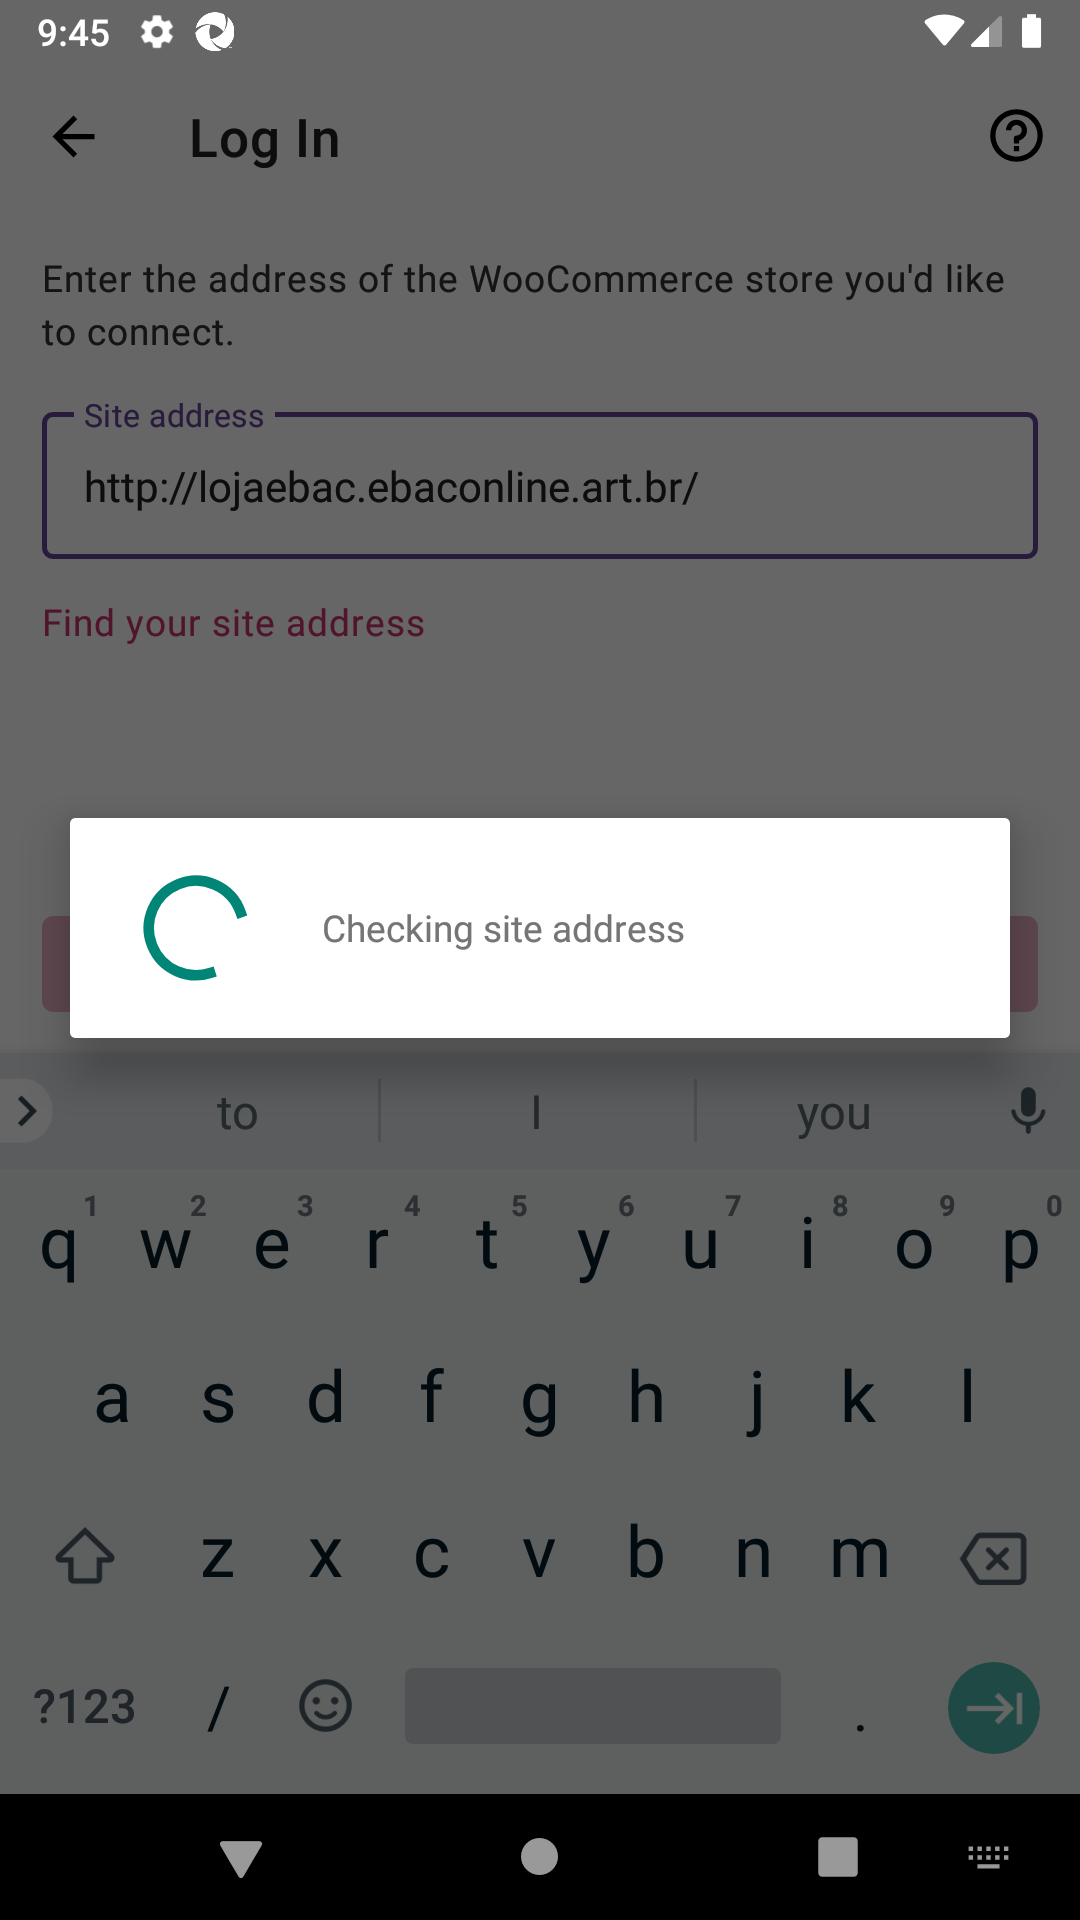 9:45
Log In
Enter the address of the WooCommerce store you'd like
to connect.
Site address
http://lojaebac.ebaconline.art.br/
Find your site address
Checking site address
to I you
1 2 3 4 5 6 7 8 9 0
q w e r t y u i o p
a s d f g h j k l
z x c v b n m
?123 / .